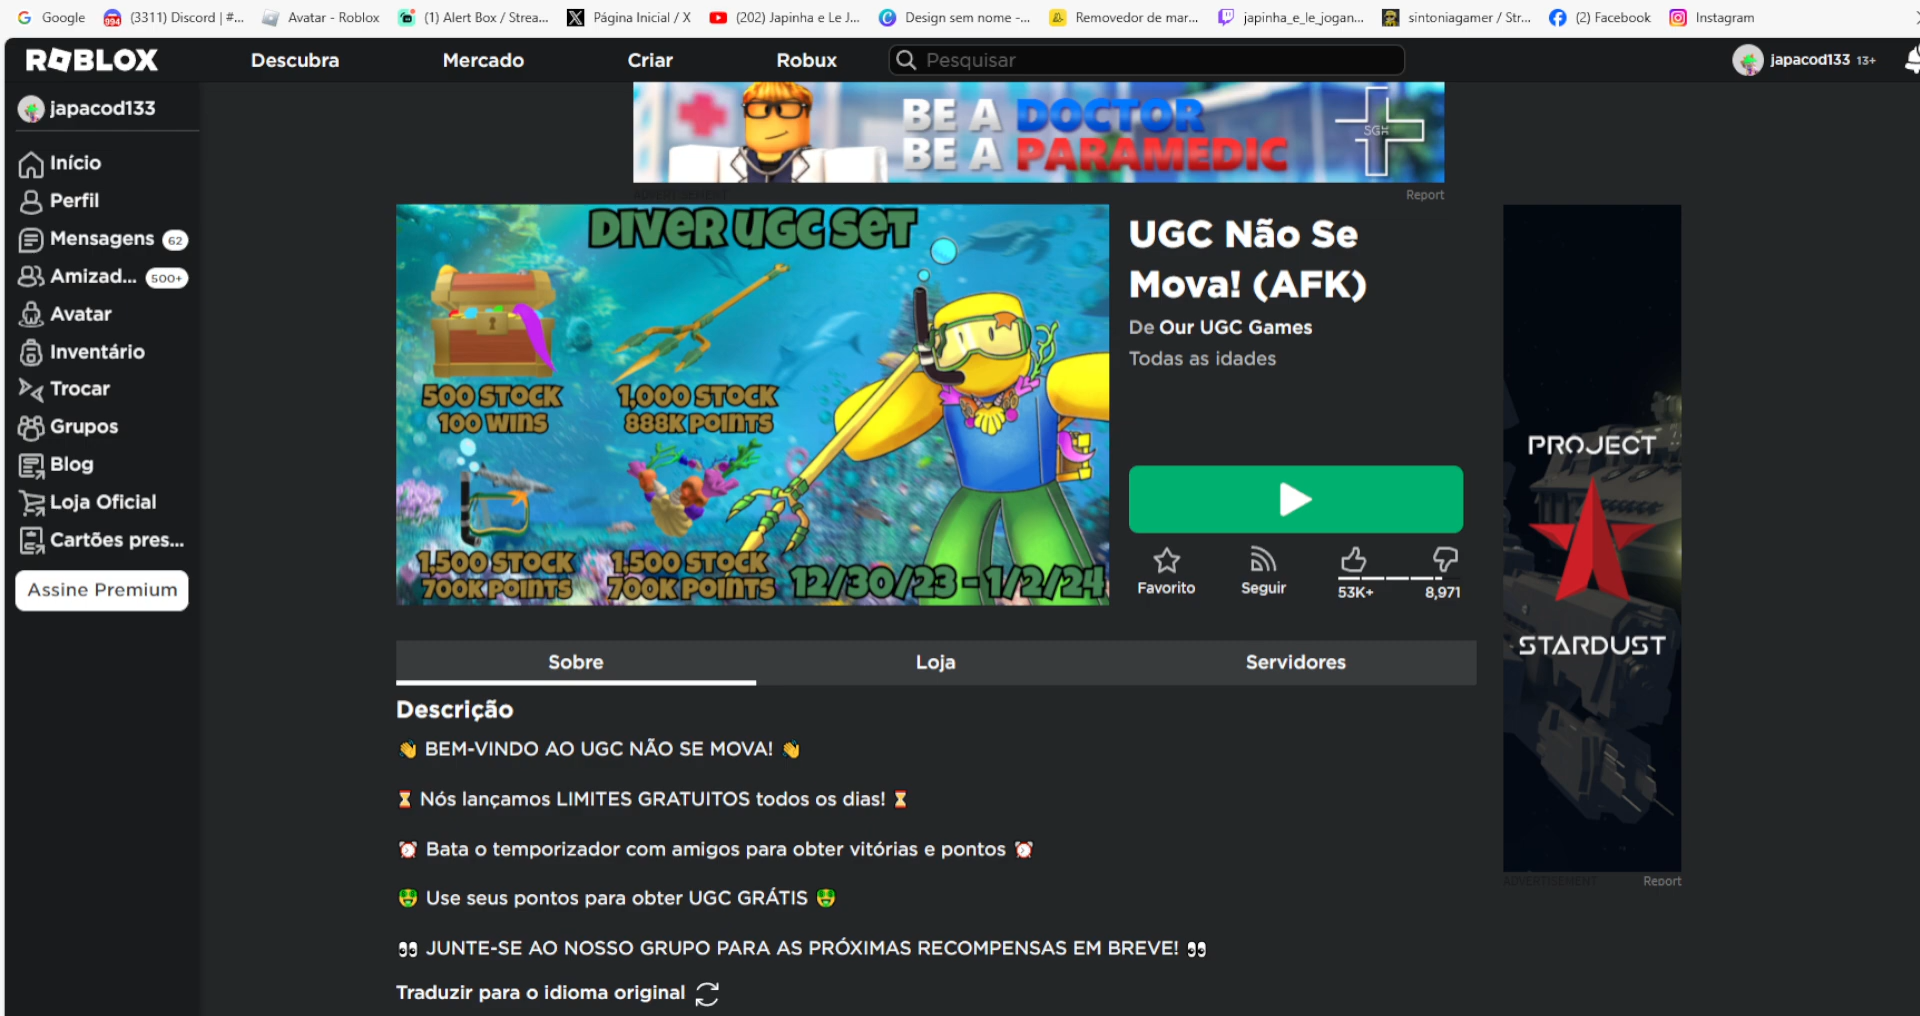 Google
(3311) Discord | #...
Avatar - Roblox
(1) Alert Box / Strea...
Página Inicial / X
(202) Japinha e Le J...
Design sem nome -...
Removedor de mar...
japinha_e_le_jogan...
sintoniagamer / Str...
(2) Facebook
Instagram
ROBLOX
Descubra
Mercado
Criar
Robux
Pesquisar
japacod133 13+
japacod133
Início
Perfil
Mensagens 62
Amizad... 500+
Avatar
Inventário
Trocar
Grupos
Blog
Loja Oficial
Cartões pres...
Assine Premium
BE A DOCTOR
BE A PARAMEDIC
SGH
ADVERTISEMENT
Report
DIVER UGC SET
500 STOCK
100 WINS
1,000 STOCK
888K POINTS
1,500 STOCK
700K POINTS
1,500 STOCK
700K POINTS
12/30/23 - 1/2/24
UGC Não Se
Mova! (AFK)
De Our UGC Games
Todas as idades
Favorito
Seguir
53K+
8,971
PROJECT
STARDUST
ADVERTISEMENT
Report
Sobre
Loja
Servidores
Descrição
👋 BEM-VINDO AO UGC NÃO SE MOVA! 👋
⏳ Nós lançamos LIMITES GRATUITOS todos os dias! ⏳
⏰ Bata o temporizador com amigos para obter vitórias e pontos ⏰
🤑 Use seus pontos para obter UGC GRÁTIS 🤑
👀 JUNTE-SE AO NOSSO GRUPO PARA AS PRÓXIMAS RECOMPENSAS EM BREVE! 👀
Traduzir para o idioma original